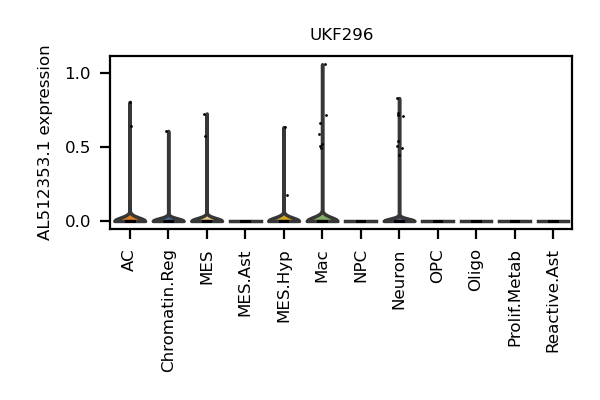 UKF296
AL512353.1 expression
1.0
0.5
0.0
AC
Chromatin.Reg
MES
MES.Ast
MES.Hyp
Mac
NPC
Neuron
OPC
Oligo
Prolif.Metab
Reactive.Ast